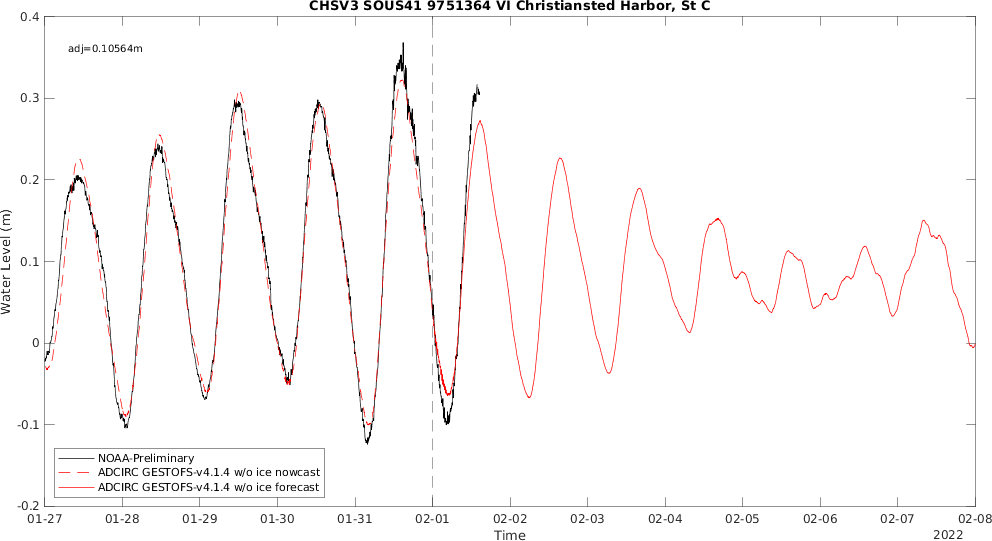 CHSV3 SOUS41 9751364 VI Christiansted Harbor, St C
0.4
adj=0.10564m
0.3
0.2
0.1
0
-0.1
-0.2
Water Level (m)
NOAA-Preliminary
ADCIRC GESTOFS-v4.1.4 w/o ice nowcast
ADCIRC GESTOFS-v4.1.4 w/o ice forecast
01-27 01-28 01-29 01-30 01-31 02-01 02-02 02-03 02-04 02-05 02-06 02-07 02-08
Time
2022